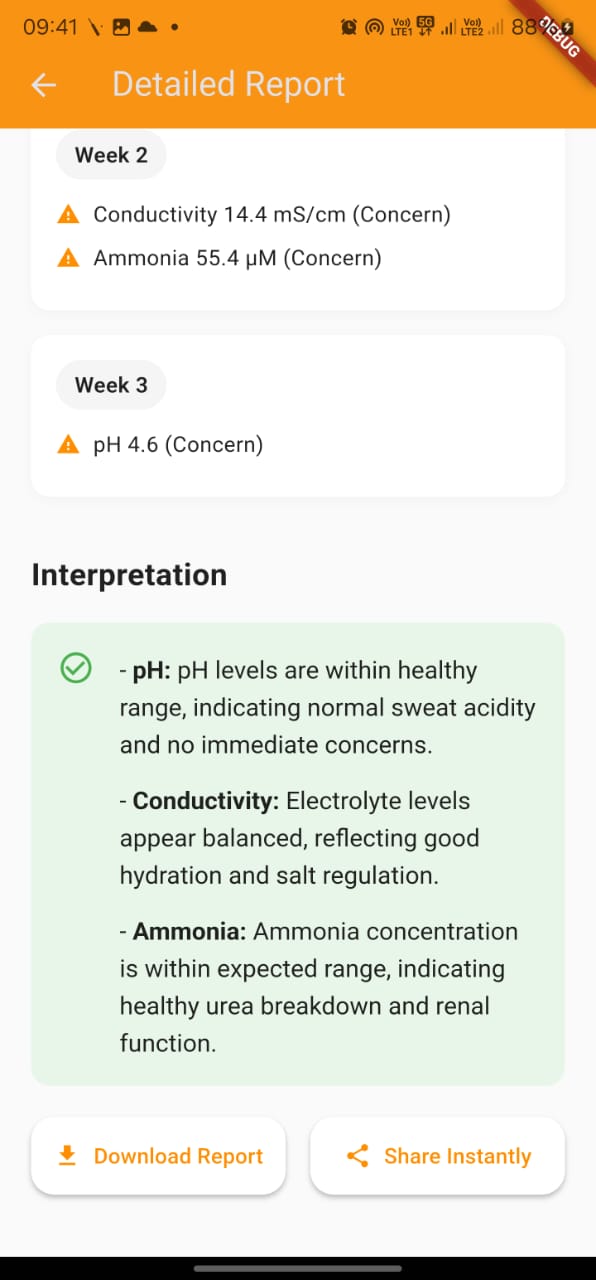 09:41
Vo)) LTE1 5G Vo)) LTE2 88%
DEBUG
Detailed Report
Week 2
Conductivity 14.4 mS/cm (Concern)
Ammonia 55.4 µM (Concern)
Week 3
pH 4.6 (Concern)
Interpretation
- pH: pH levels are within healthy
range, indicating normal sweat acidity
and no immediate concerns.
- Conductivity: Electrolyte levels
appear balanced, reflecting good
hydration and salt regulation.
- Ammonia: Ammonia concentration
is within expected range, indicating
healthy urea breakdown and renal
function.
Download Report
Share Instantly